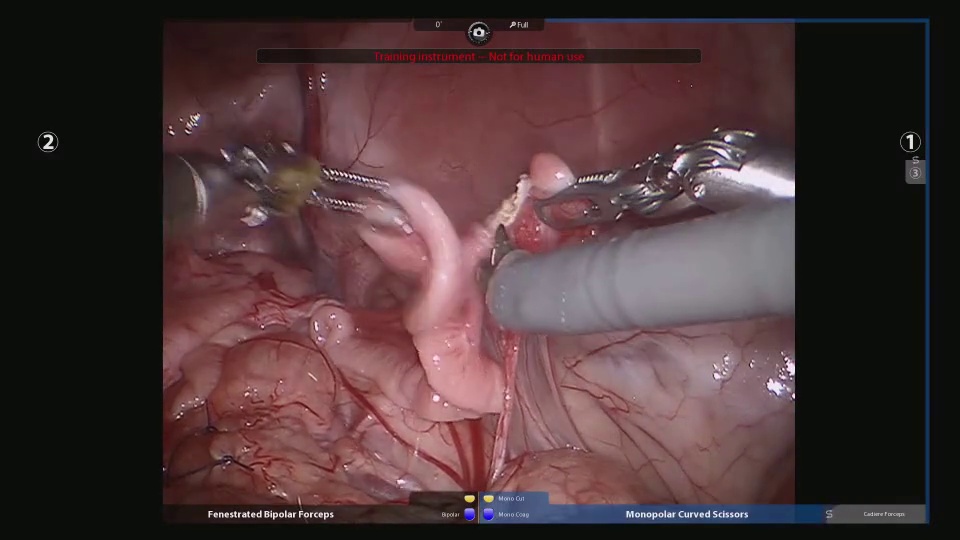 0°
Full
Training instrument -- Not for human use
2
1
S
3
Mono Cut
Bipolar
Mono Coag
Fenestrated Bipolar Forceps
Monopolar Curved Scissors
S
Cadiere Forceps